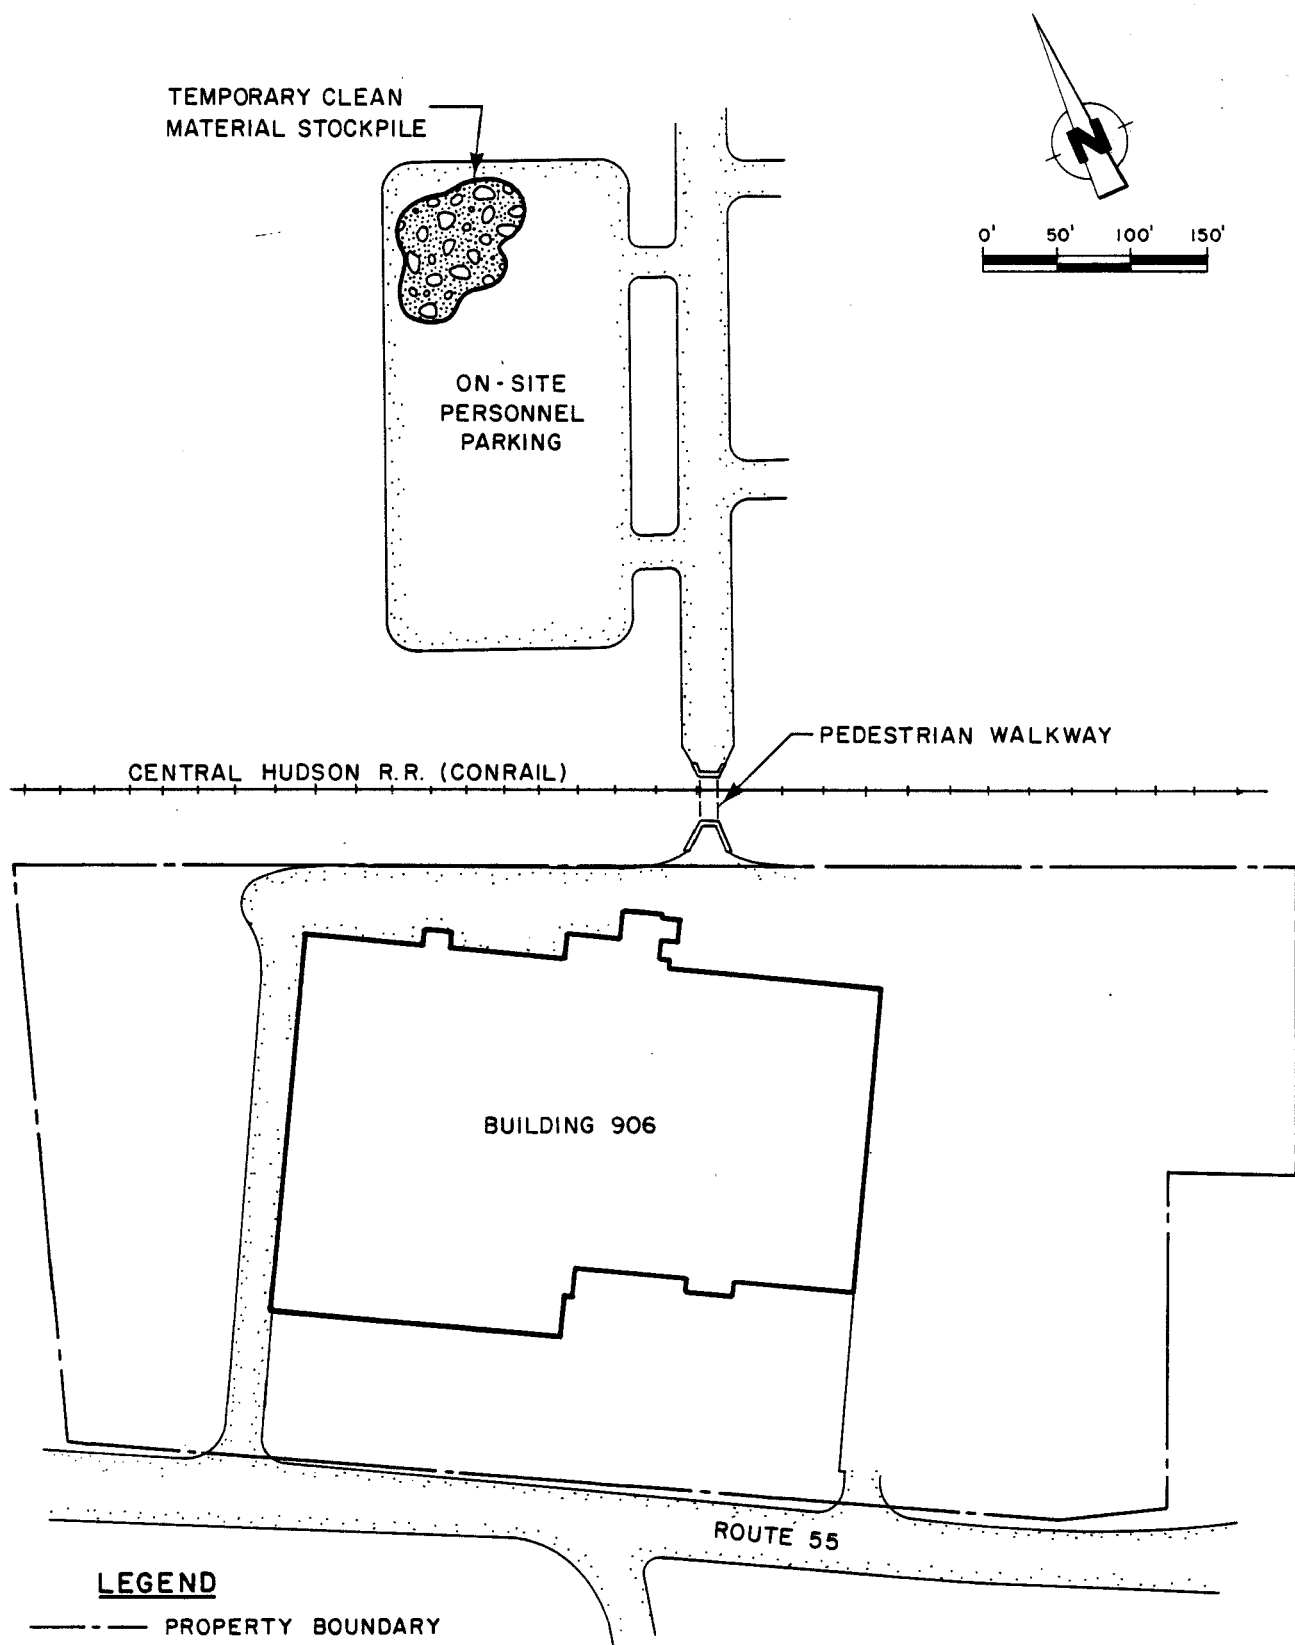 TEMPORARY CLEAN
MATERIAL STOCKPILE
N
0' 50' 100' 150'
ON-SITE
PERSONNEL
PARKING
PEDESTRIAN WALKWAY
CENTRAL HUDSON R.R. (CONRAIL)
BUILDING 906
ROUTE 55
LEGEND
PROPERTY BOUNDARY